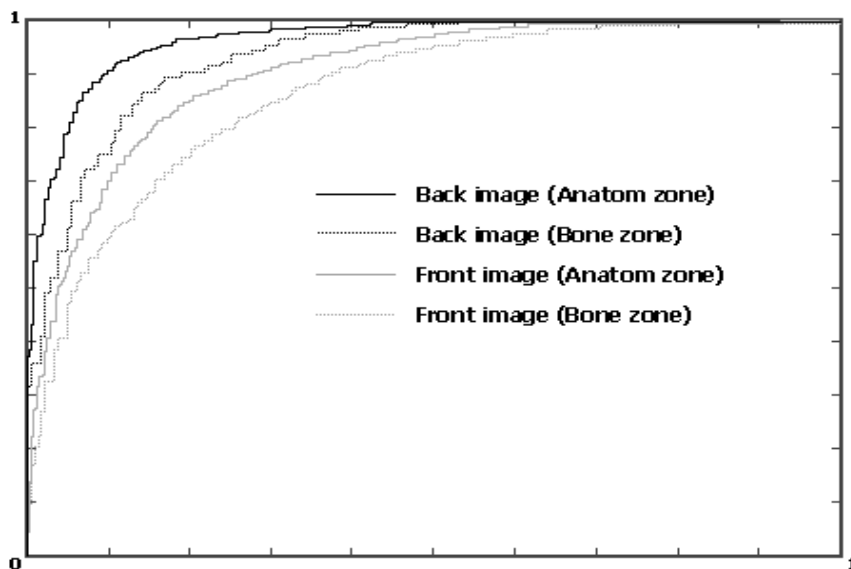 1
Back image (Anatom zone)
Back image (Bone zone)
Front image (Anatom zone)
Front image (Bone zone)
0
1